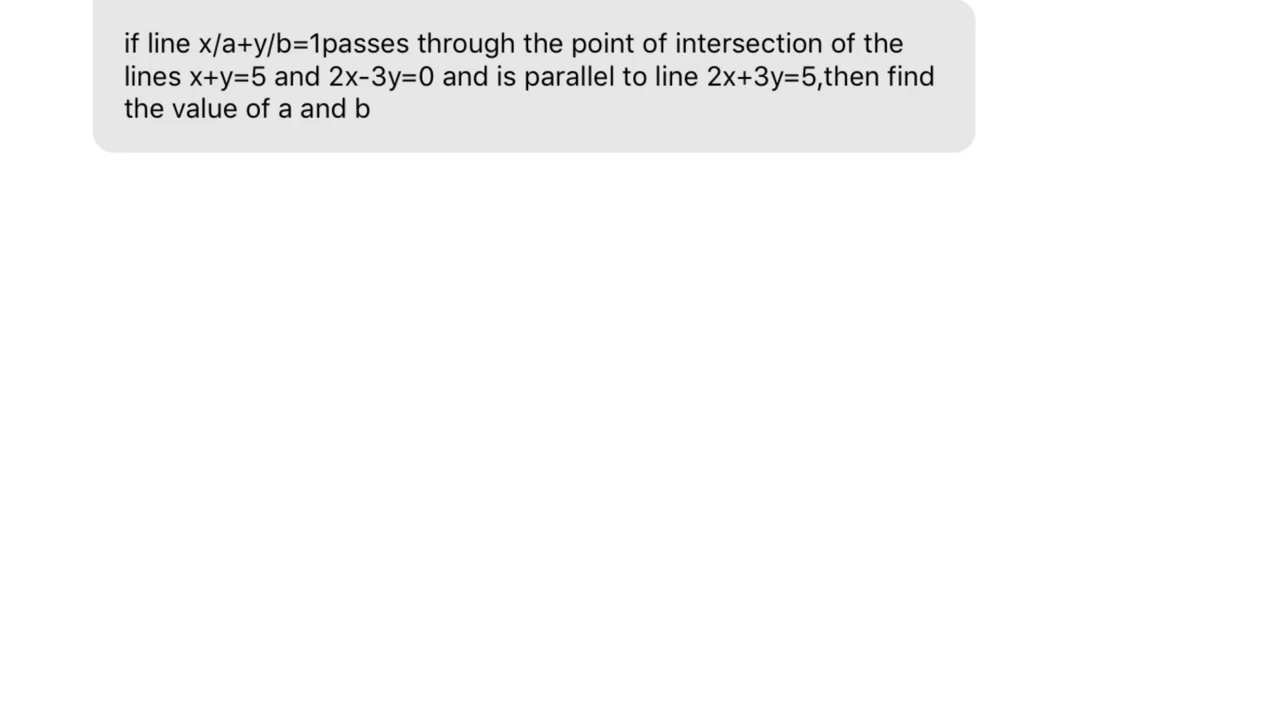 if line x/a+y/b=1passes through the point of intersection of the
lines x+y=5 and 2x-3y=0 and is parallel to line 2x+3y=5,then find
the value of a and b